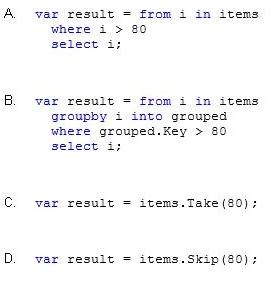 A. var result = from i in items
where i > 80
select i;
B. var result = from i in items
groupby i into grouped
where grouped.Key > 80
select i;
C. var result = items.Take(80);
D. var result = items.Skip(80);